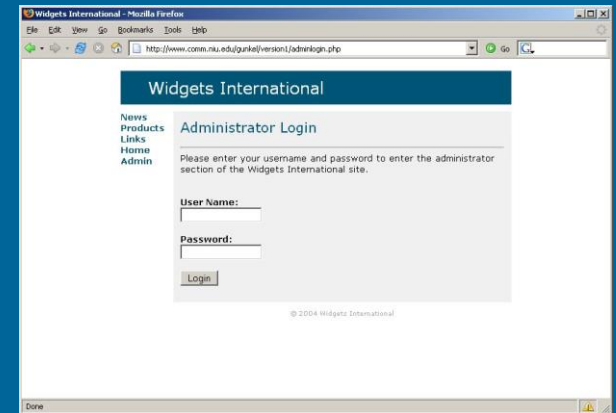 Widgets International - Mozilla Firefox
File Edit View Go Bookmarks Tools Help
http://www.comm.niu.edu/gunkel/version1/adminlogin.php Go G
Widgets International
News
Products
Links
Home
Admin
Administrator Login
Please enter your username and password to enter the administrator
section of the Widgets International site.
User Name:
Password:
Login
© 2004 Widgets International
Done